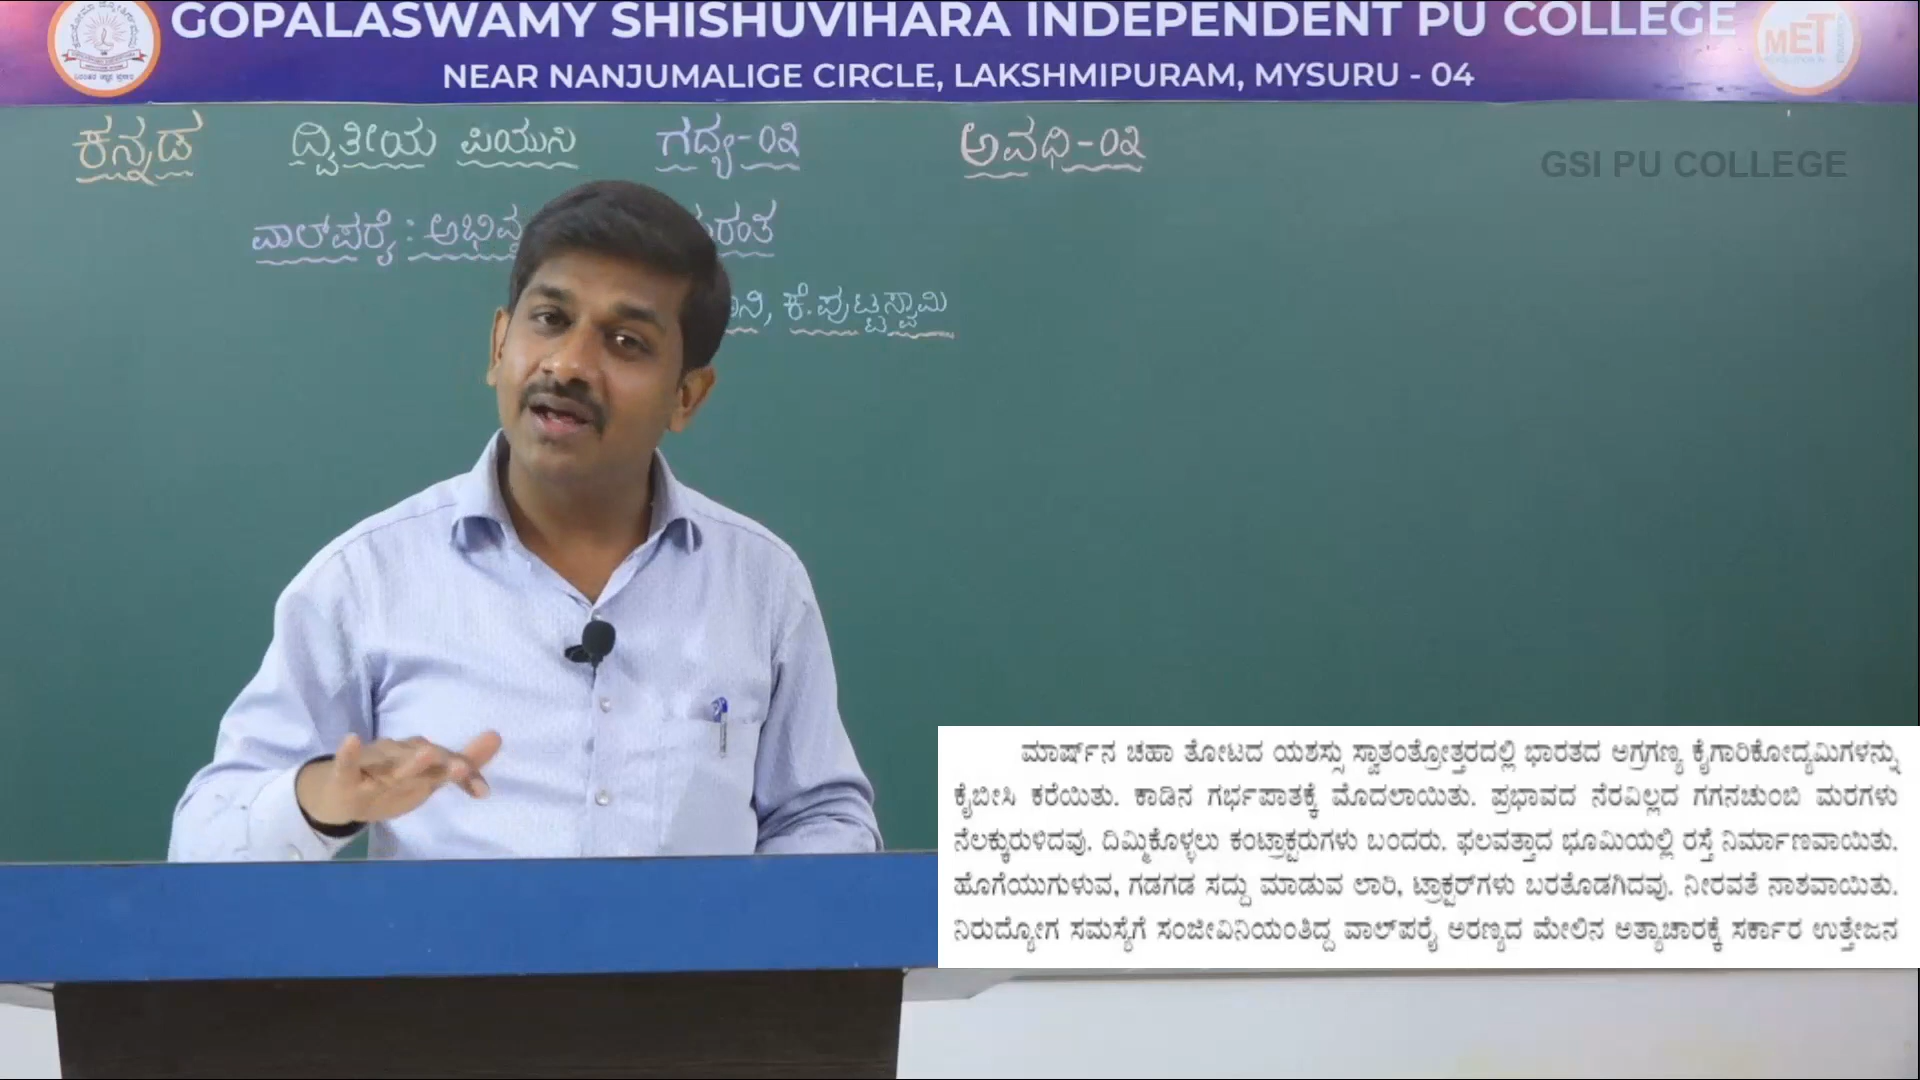 GOPALASWAMY SHISHUVIHARA INDEPENDENT PU COLLEGE
MET
NEAR NANJUMALIGE CIRCLE, LAKSHMIPURAM, MYSURU - 04
ಕನ್ನಡ ದ್ವಿತೀಯ ಪಿಯುಸಿ ಗದ್ಯ-೦೩ ಅವಧಿ-೦೩
GSI PU COLLEGE
ವಾಲ್‌ಪರೈ: ಅಭಿವೃ ರಂತ
ನಿ, ಕೆ.ಪುಟ್ಟಸ್ವಾಮಿ
ಮಾರ್ಷ್‌ನ ಚಹಾ ತೋಟದ ಯಶಸ್ಸು ಸ್ವಾತಂತ್ರೋತ್ತರದಲ್ಲಿ ಭಾರತದ ಅಗ್ರಗಣ್ಯ ಕೈಗಾರಿಕೋದ್ಯಮಿಗಳನ್ನು
ಕೈಬೀಸಿ ಕರೆಯಿತು. ಕಾಡಿನ ಗರ್ಭಪಾತಕ್ಕೆ ಮೊದಲಾಯಿತು. ಪ್ರಭಾವದ ನೆರವಿಲ್ಲದ ಗಗನಚುಂಬಿ ಮರಗಳು
ನೆಲಕ್ಕುರುಳಿದವು. ದಿಮ್ಮಿಕೊಳ್ಳಲು ಕಂಟ್ರಾಕ್ಟರುಗಳು ಬಂದರು. ಫಲವತ್ತಾದ ಭೂಮಿಯಲ್ಲಿ ರಸ್ತೆ ನಿರ್ಮಾಣವಾಯಿತು.
ಹೊಗೆಯುಗುಳುವ, ಗಡಗಡ ಸದ್ದು ಮಾಡುವ ಲಾರಿ, ಟ್ರಾಕ್ಟರ್‌ಗಳು ಬರತೊಡಗಿದವು. ನೀರವತೆ ನಾಶವಾಯಿತು.
ನಿರುದ್ಯೋಗ ಸಮಸ್ಯೆಗೆ ಸಂಜೀವಿನಿಯಂತಿದ್ದ ವಾಲ್‌ಪರೈ ಅರಣ್ಯದ ಮೇಲಿನ ಅತ್ಯಾಚಾರಕ್ಕೆ ಸರ್ಕಾರ ಉತ್ತೇಜನ